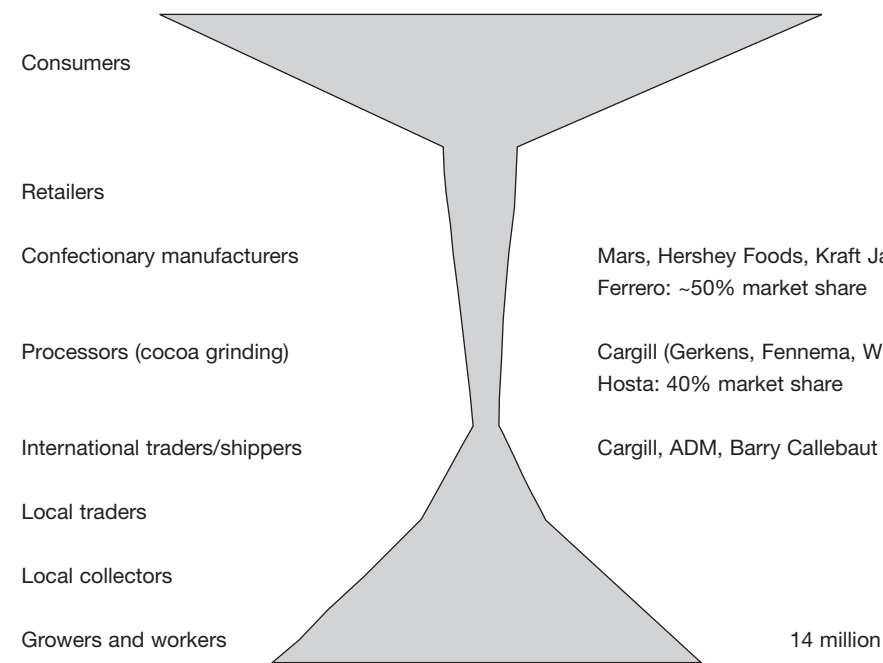 Consumers
Retailers
Confectionary manufacturers
Mars, Hershey Foods, Kraft
Ferrero: ~50% market share
Processors (cocoa grinding)
Cargill (Gerkens, Fennema,
Hosta: 40% market share
International traders/shippers
Cargill, ADM, Barry Callebaut
Local traders
Local collectors
Growers and workers
14 million